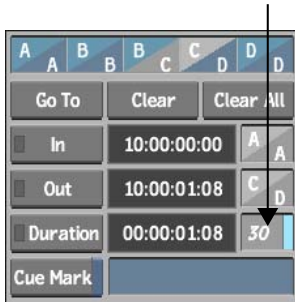 A A B B B C C D D D
Go To Clear Clear All
In 10:00:00:00 A A
Out 10:00:01:08 C D
Duration 00:00:01:08 30
Cue Mark